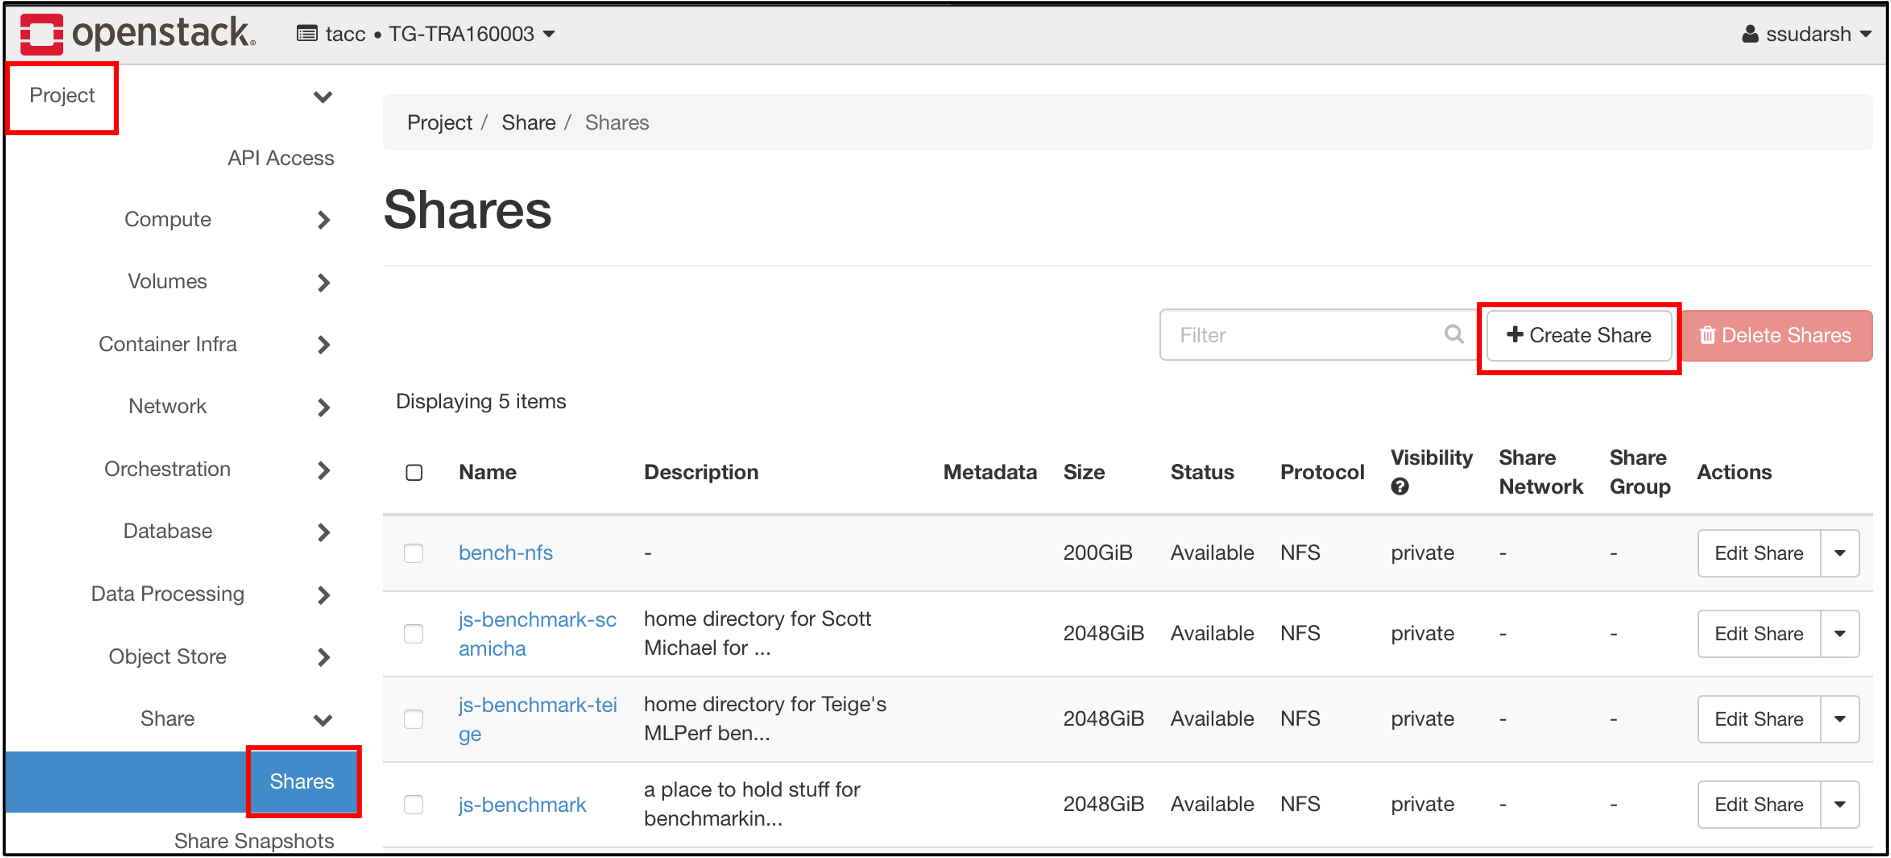 openstack.
tacc • TG-TRA160003
ssudarsh
Project
API Access
Compute
Volumes
Container Infra
Network
Orchestration
Database
Data Processing
Object Store
Share
Shares
Share Snapshots
Project / Share / Shares
Shares
Filter
+ Create Share
Delete Shares
Displaying 5 items
Name Description Metadata Size Status Protocol Visibility Share Network Share Group Actions
bench-nfs - 200GiB Available NFS private - - Edit Share
js-benchmark-sc
amicha
home directory for Scott
Michael for ...
2048GiB Available NFS private - - Edit Share
js-benchmark-tei
ge
home directory for Teige's
MLPerf ben...
2048GiB Available NFS private - - Edit Share
js-benchmark
a place to hold stuff for
benchmarkin...
2048GiB Available NFS private - - Edit Share